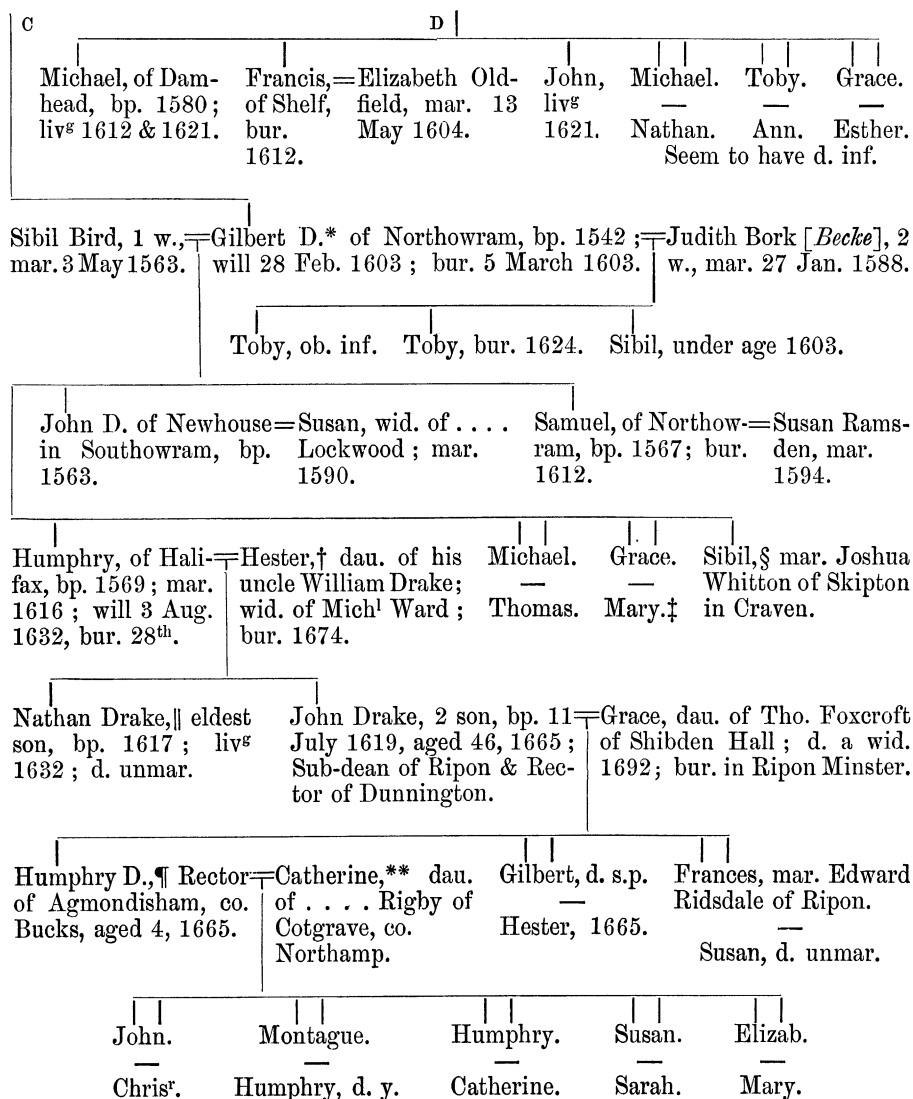 C D
Michael, of Dam-
head, bp. 1580 ;
livg 1612 & 1621.
Francis,=
of Shelf,
bur.
1612.
Elizabeth Old-
field, mar. 13
May 1604.
John,
livg
1621.
Michael.
—
Nathan.
Toby.
—
Ann.
Grace.
—
Esther.
Seem to have d. inf.
Sibil Bird, 1 w.,=
mar. 3 May 1563.
Gilbert D.* of Northowram, bp. 1542 ;=
will 28 Feb. 1603 ; bur. 5 March 1603.
Judith Bork [Becke], 2
w., mar. 27 Jan. 1588.
Toby, ob. inf. Toby, bur. 1624. Sibil, under age 1603.
John D. of Newhouse=
in Southowram, bp.
1563.
Susan, wid. of . . . .
Lockwood ; mar.
1590.
Samuel, of Northow-=
ram, bp. 1567; bur.
1612.
Susan Rams-
den, mar.
1594.
Humphry, of Hali-=
fax, bp. 1569 ; mar.
1616 ; will 3 Aug.
1632, bur. 28th.
Hester,† dau. of his
uncle William Drake;
wid. of Michl Ward ;
bur. 1674.
Michael.
—
Thomas.
Grace.
—
Mary.‡
Sibil,§ mar. Joshua
Whitton of Skipton
in Craven.
Nathan Drake,|| eldest
son, bp. 1617 ; livg
1632 ; d. unmar.
John Drake, 2 son, bp. 11=
July 1619, aged 46, 1665 ;
Sub-dean of Ripon & Rec-
tor of Dunnington.
Grace, dau. of Tho. Foxcroft
of Shibden Hall ; d. a wid.
1692; bur. in Ripon Minster.
Humphry D.,¶ Rector=
of Agmondisham, co.
Bucks, aged 4, 1665.
Catherine,** dau.
of . . . . Rigby of
Cotgrave, co.
Northamp.
Gilbert, d. s.p.
—
Hester, 1665.
Frances, mar. Edward
Ridsdale of Ripon.
—
Susan, d. unmar.
John.
—
Chrisr.
Montague.
—
Humphry, d. y.
Humphry.
—
Catherine.
Susan.
—
Sarah.
Elizab.
—
Mary.